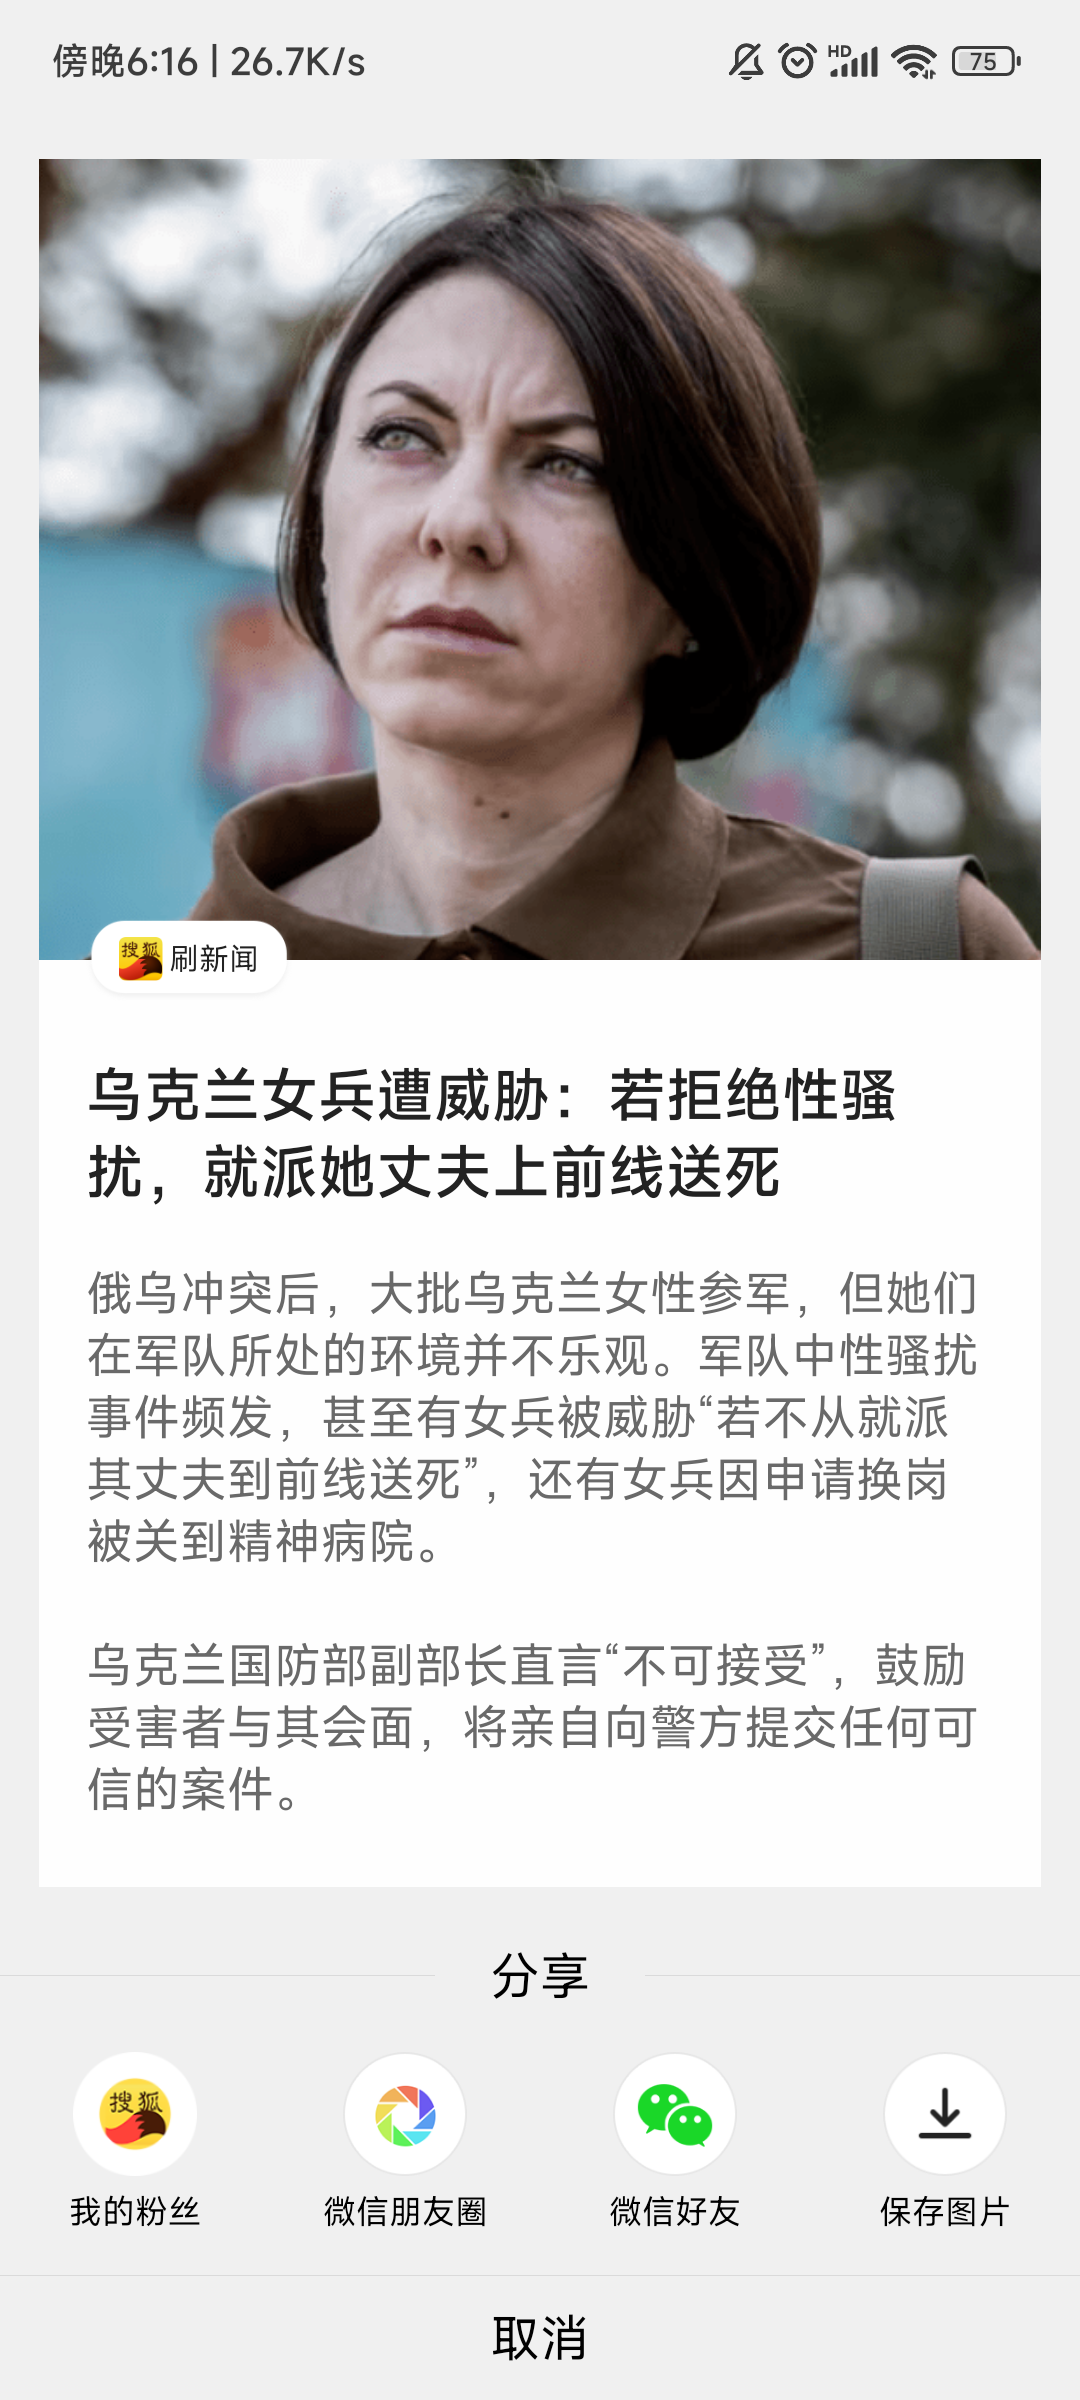 傍晚6:16 | 26.7K/s
HD
75
搜狐 刷新闻
乌克兰女兵遭威胁：若拒绝性骚
扰，就派她丈夫上前线送死
俄乌冲突后，大批乌克兰女性参军，但她们
在军队所处的环境并不乐观。军队中性骚扰
事件频发，甚至有女兵被威胁“若不从就派
其丈夫到前线送死”，还有女兵因申请换岗
被关到精神病院。
乌克兰国防部副部长直言“不可接受”，鼓励
受害者与其会面，将亲自向警方提交任何可
信的案件。
分享
搜狐
我的粉丝
微信朋友圈
微信好友
保存图片
取消